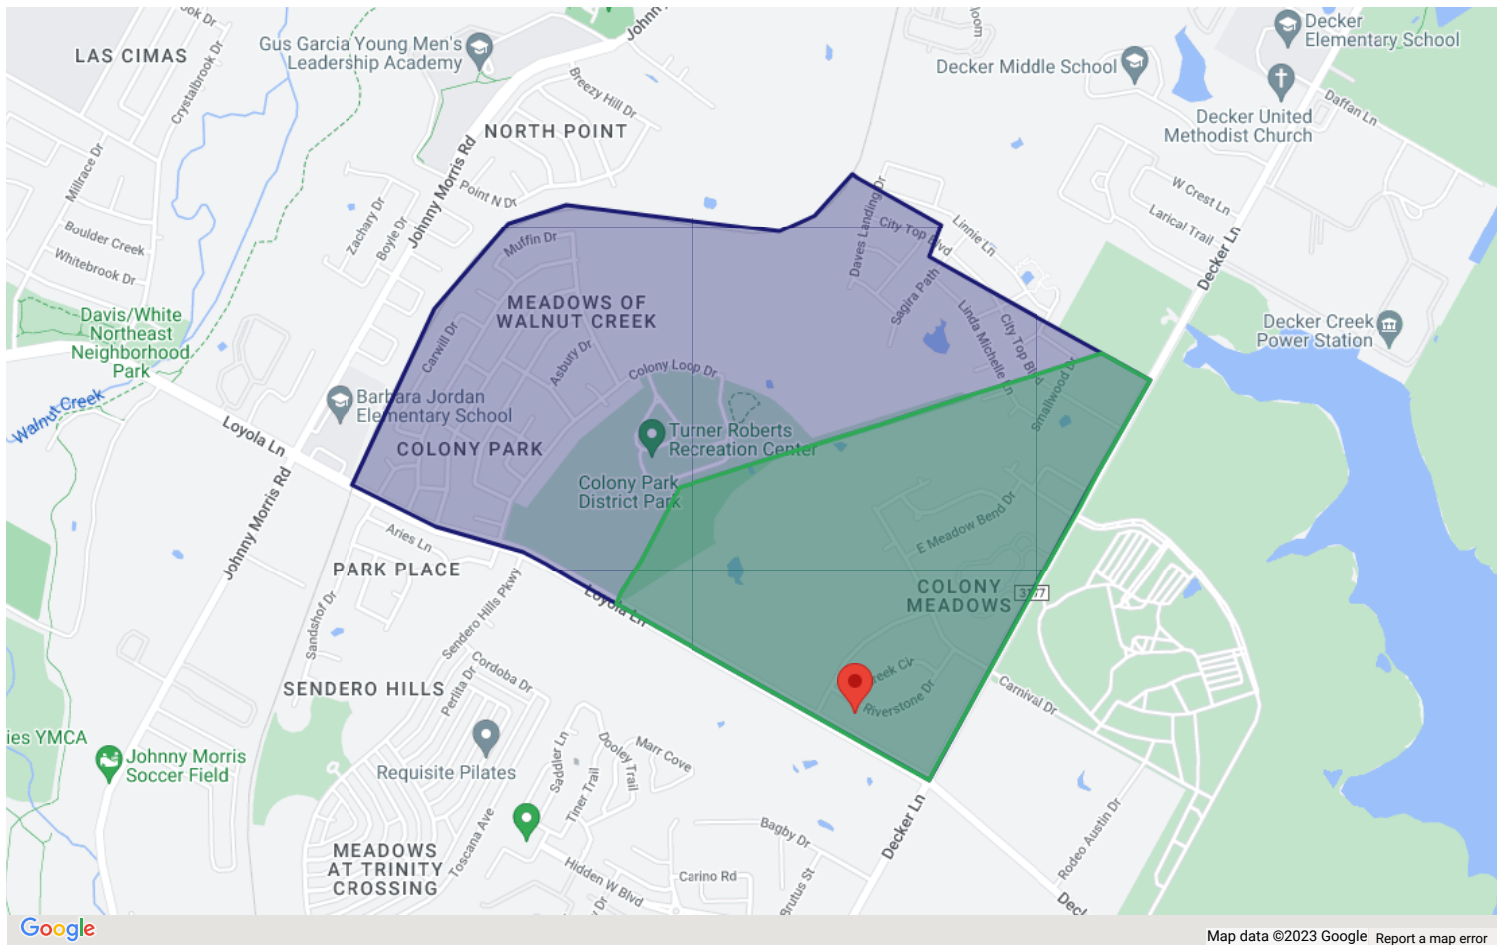 LAS CIMAS
Crystalbrook Dr
Gus Garcia Young Men's
Leadership Academy
Decker Middle School
Decker
Elementary School
Breezy Hill Dr
Daffan Ln
NORTH POINT
Decker United
Methodist Church
Millrace Dr
Johnny Morris Rd
Point N Dr
W Crest Ln
Zachary Dr
Boyle Dr
Larical Trail
Boulder Creek
Whitebrook Dr
Muffin Dr
Daves Landing Dr
City Top Blvd
Linnie Ln
Decker Ln
Sagira Path
MEADOWS OF
WALNUT CREEK
Davis/White
Northeast
Neighborhood
Park
Carwill Dr
Asbury Dr
Colony Loop Dr
Linda Michelle Ln
City Top Blvd
Smallwood Dr
Decker Creek
Power Station
Walnut Creek
Barbara Jordan
Elementary School
Loyola Ln
COLONY PARK
Turner Roberts
Recreation Center
Colony Park
District Park
Johnny Morris Rd
Aries Ln
E Meadow Bend Dr
PARK PLACE
COLONY
MEADOWS
3177
Loyola Ln
Sandshof Dr
Sendero Hills Pkwy
Cordoba Dr
Perlita Dr
SENDERO HILLS
Creek Cir
Riverstone Dr
Carnival Dr
ies YMCA
Johnny Morris
Soccer Field
Requisite Pilates
Saddler Ln
Dooley Trail
Marr Cove
Tiner Trail
Toscana Ave
Bagby Dr
Decker Ln
Rodeo Austin Dr
MEADOWS
AT TRINITY
CROSSING
Hidden W Blvd
Carino Rd
Brutus St
Google
Map data ©2023 Google
Report a map error